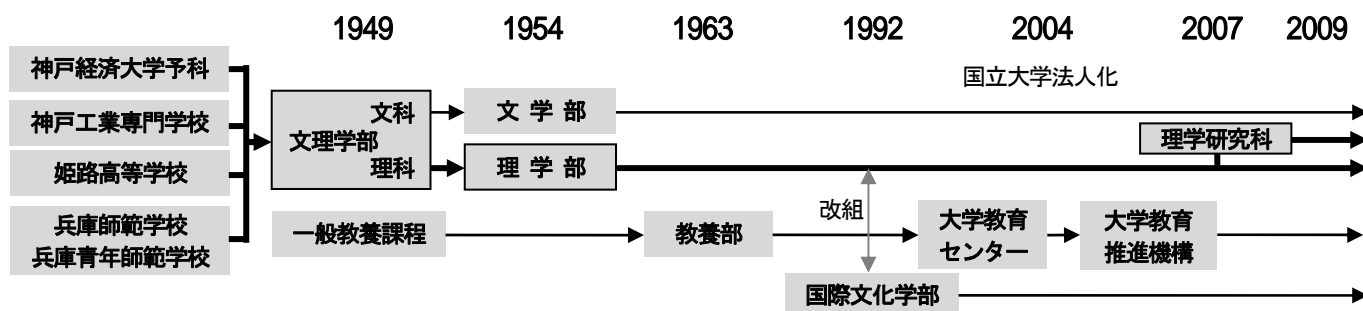 1949 1954 1963 1992 2004 2007 2009
神戸経済大学予科
神戸工業専門学校
姫路高等学校
兵庫師範学校
兵庫青年師範学校
文科
文理学部
理科
文学部
理学部
国立大学法人化
理学研究科
改組
一般教養課程
教養部
大学教育
センター
大学教育
推進機構
国際文化学部